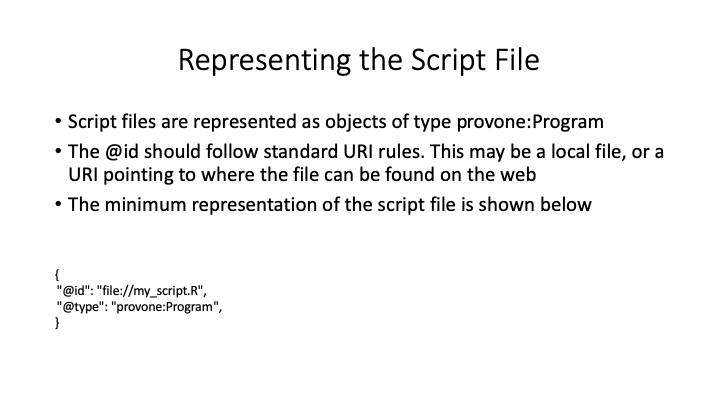 Representing the Script File
• Script files are represented as objects of type provone:Program
• The @id should follow standard URI rules. This may be a local file, or a
URI pointing to where the file can be found on the web
• The minimum representation of the script file is shown below
{
"@id": "file://my_script.R",
"@type": "provone:Program",
}